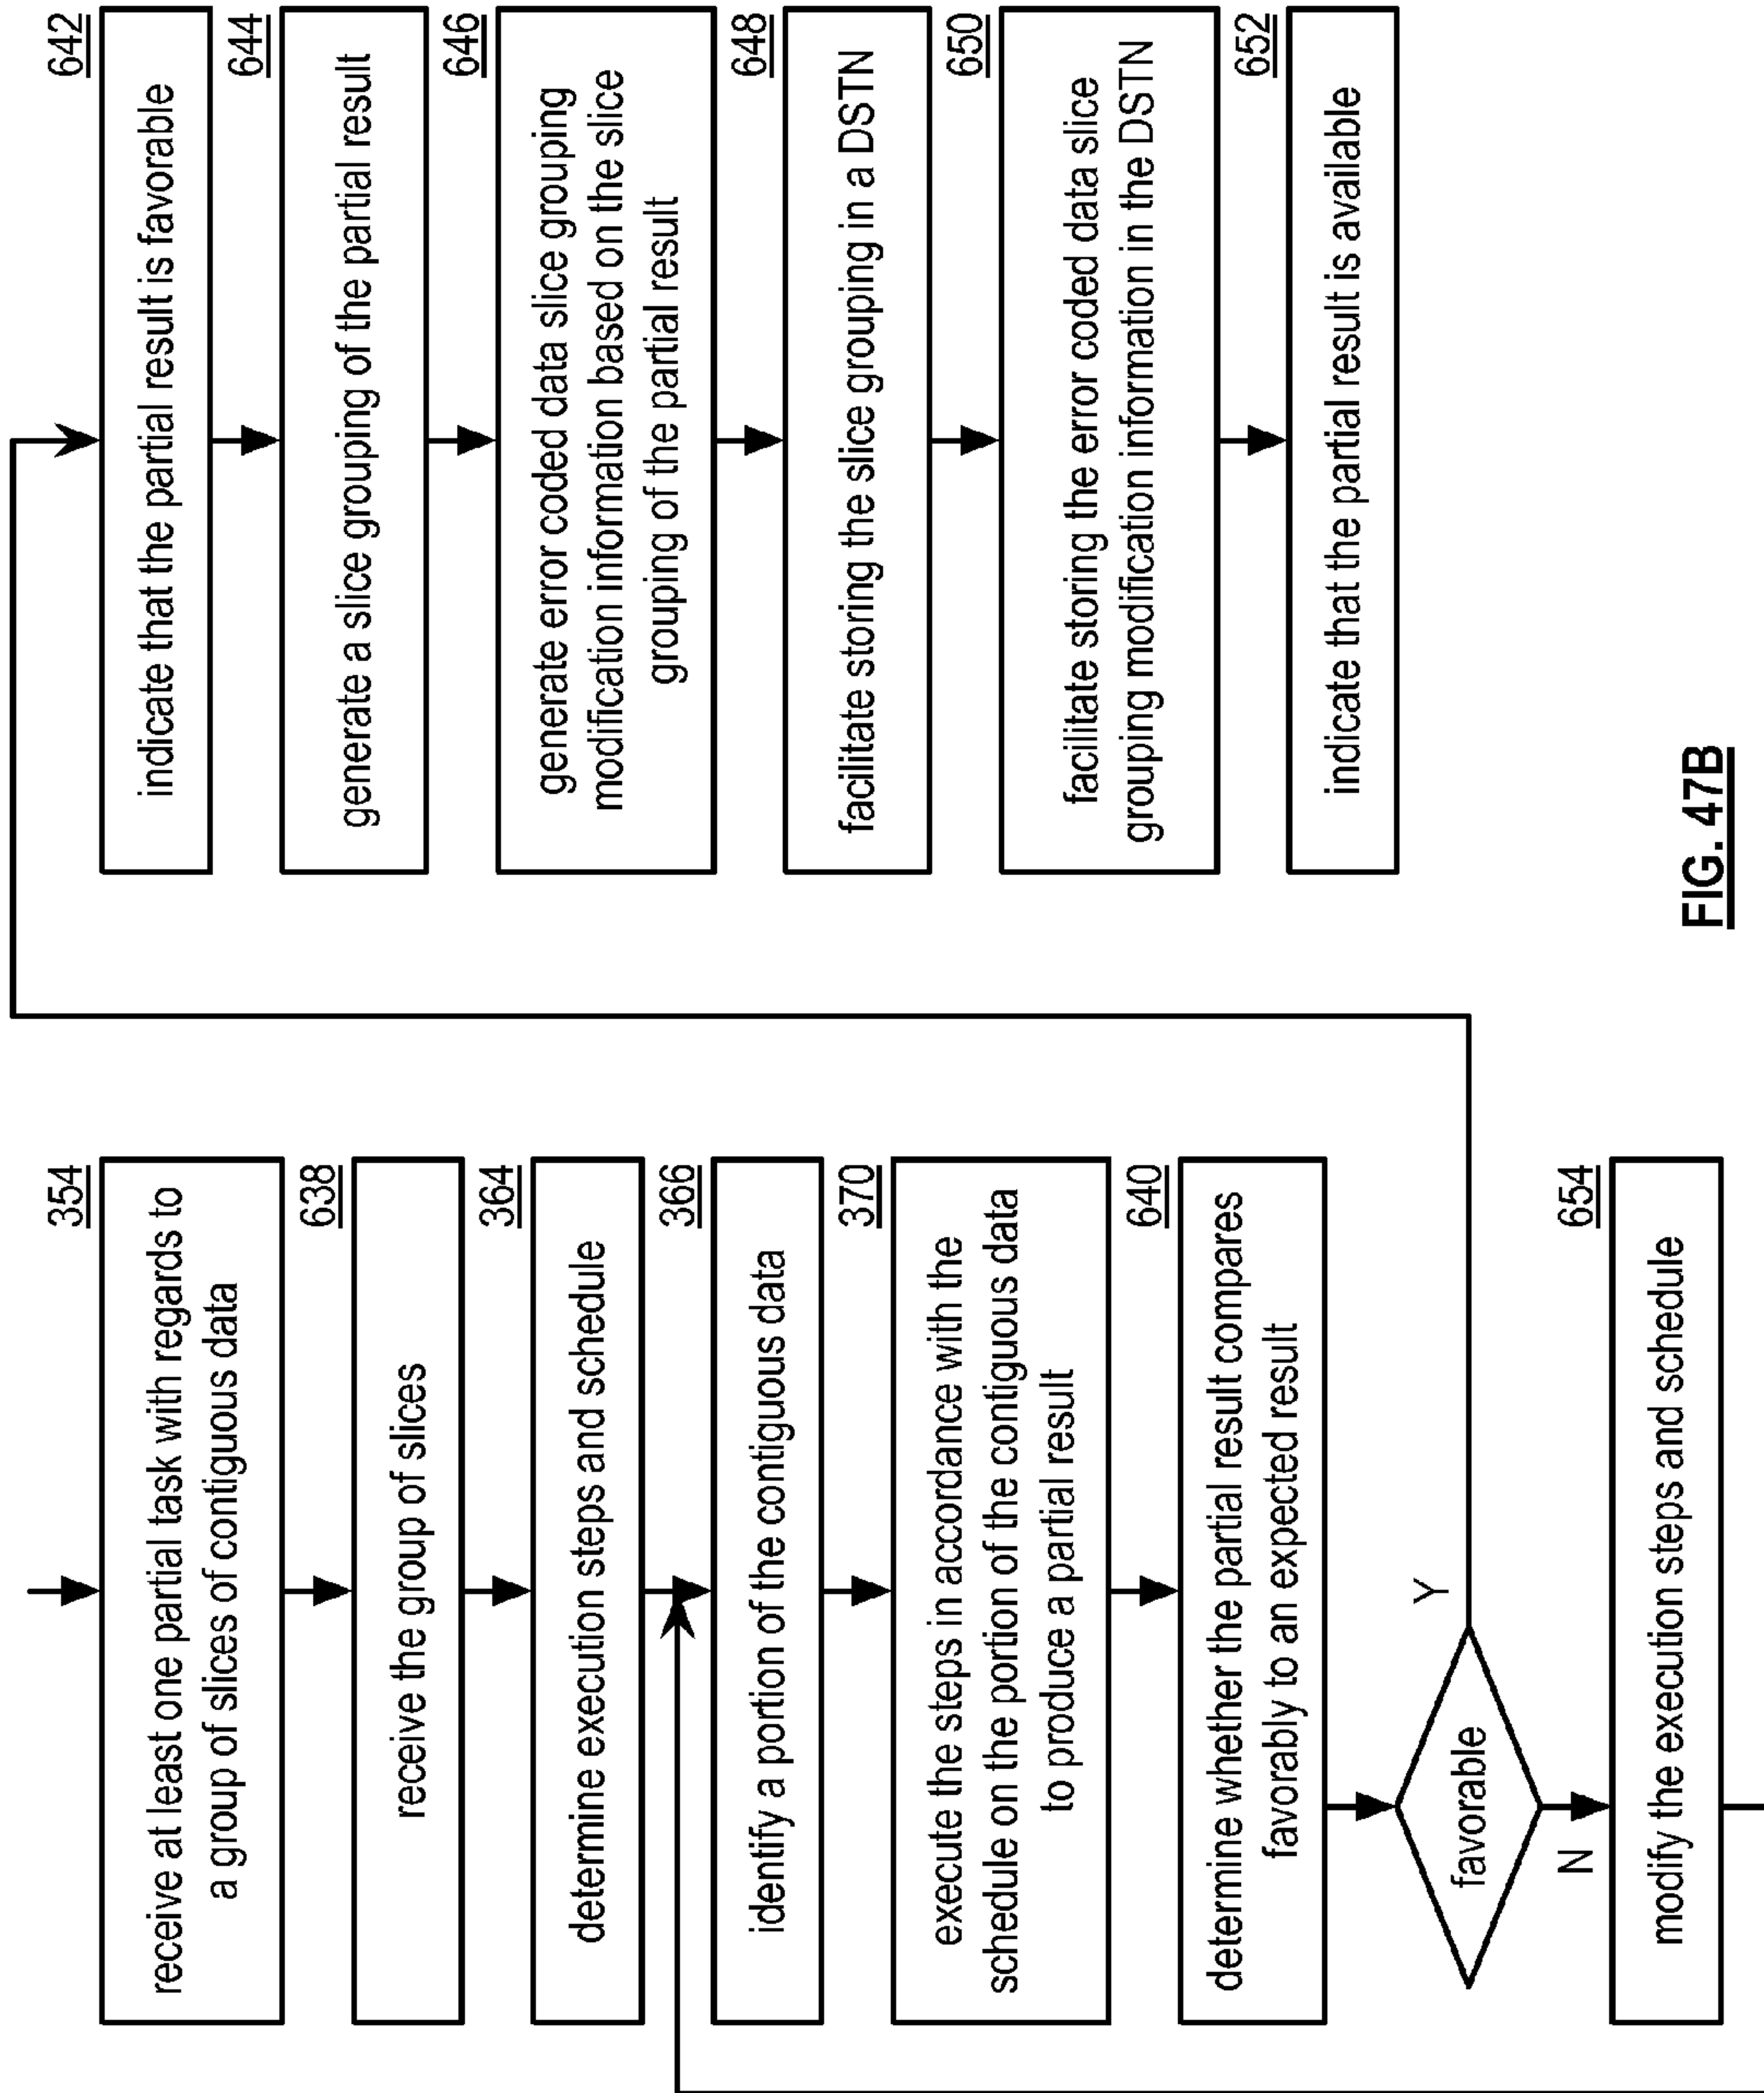 354
receive at least one partial task with regards to
a group of slices of contiguous data
638
receive the group of slices
364
determine execution steps and schedule
366
identify a portion of the contiguous data
370
execute the steps in accordance with the
schedule on the portion of the contiguous data
to produce a partial result
640
determine whether the partial result compares
favorably to an expected result
favorable
Y
N
654
modify the execution steps and schedule
642
indicate that the partial result is favorable
644
generate a slice grouping of the partial result
646
generate error coded data slice grouping
modification information based on the slice
grouping of the partial result
648
facilitate storing the slice grouping in a DSTN
650
facilitate storing the error coded data slice
grouping modification information in the DSTN
652
indicate that the partial result is available
FIG. 47B